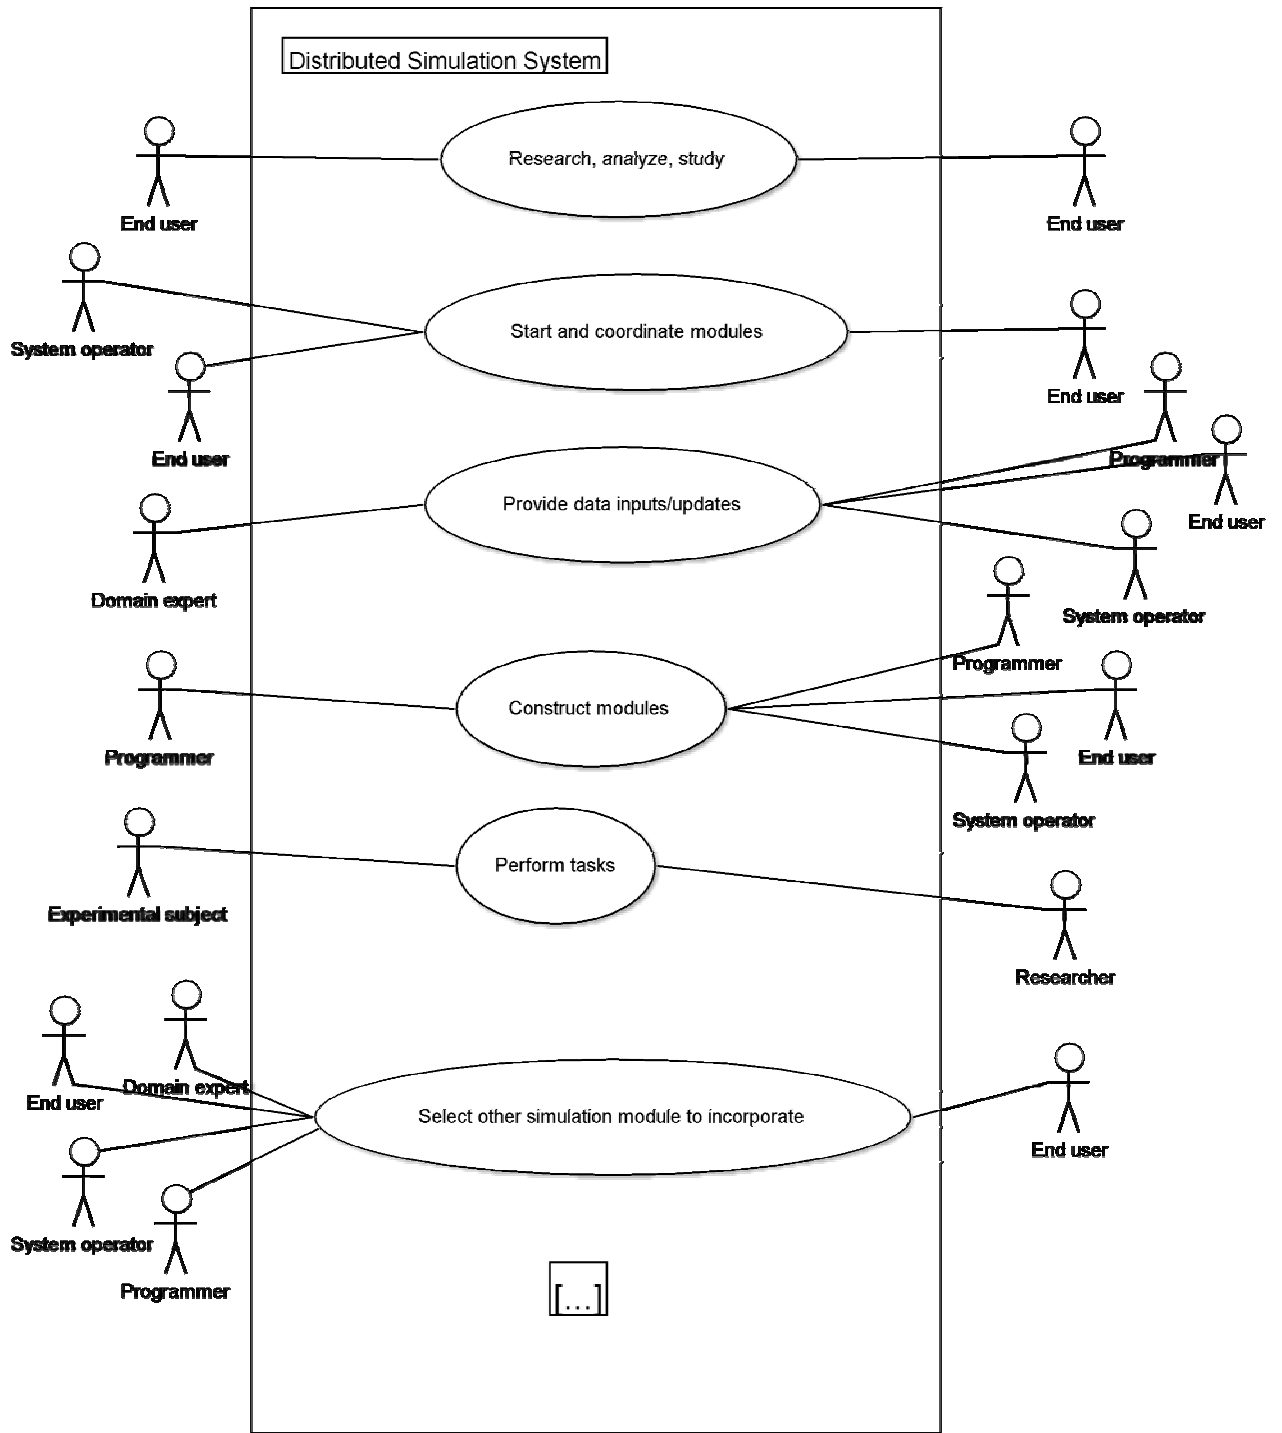 Distributed Simulation System
Research, analyze, study
End user
End user
Start and coordinate modules
System operator
End user
End user
Programmer
Provide data inputs/updates
End user
Domain expert
System operator
Programmer
Construct modules
Programmer
End user
System operator
Perform tasks
Experimental subject
Researcher
Domain expert
End user
Select other simulation module to incorporate
End user
System operator
Programmer
[...]